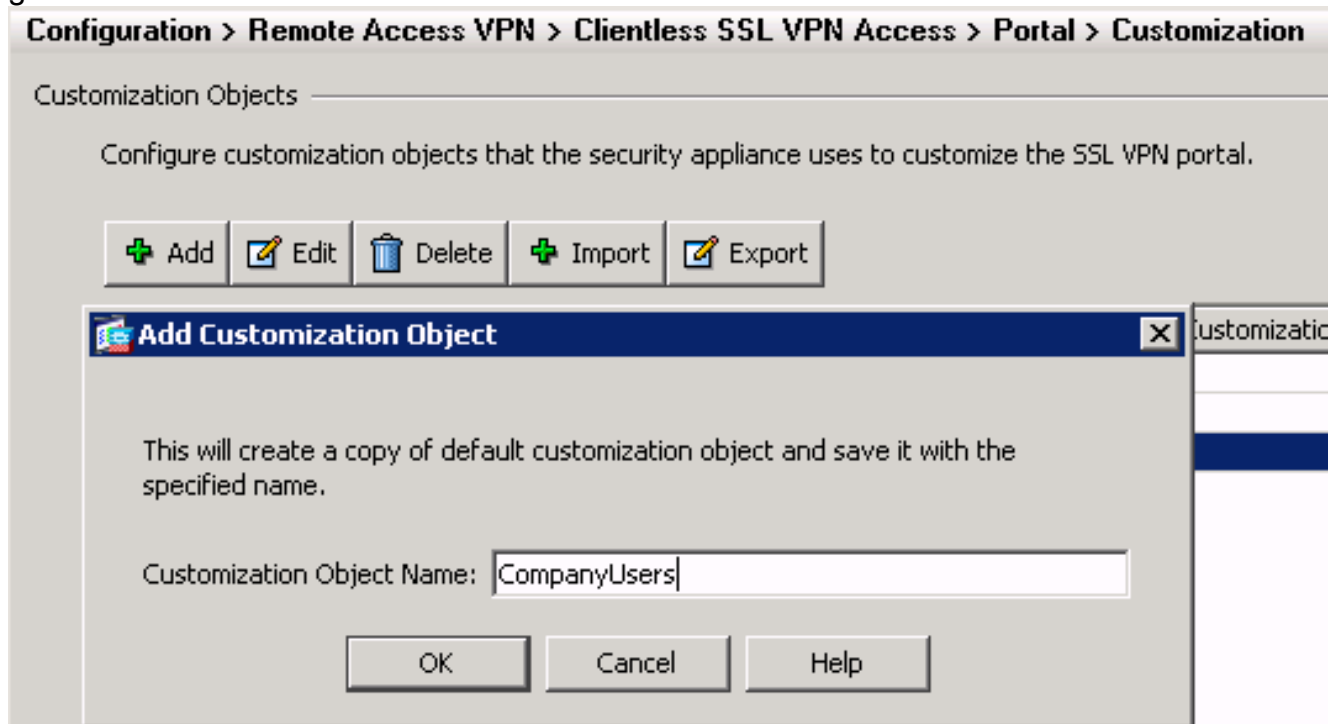 Configuration > Remote Access VPN > Clientless SSL VPN Access > Portal > Customization
Customization Objects
Configure customization objects that the security appliance uses to customize the SSL VPN portal.
Add Edit Delete Import Export
Add Customization Object
This will create a copy of default customization object and save it with the
specified name.
Customization Object Name: CompanyUsers
OK Cancel Help